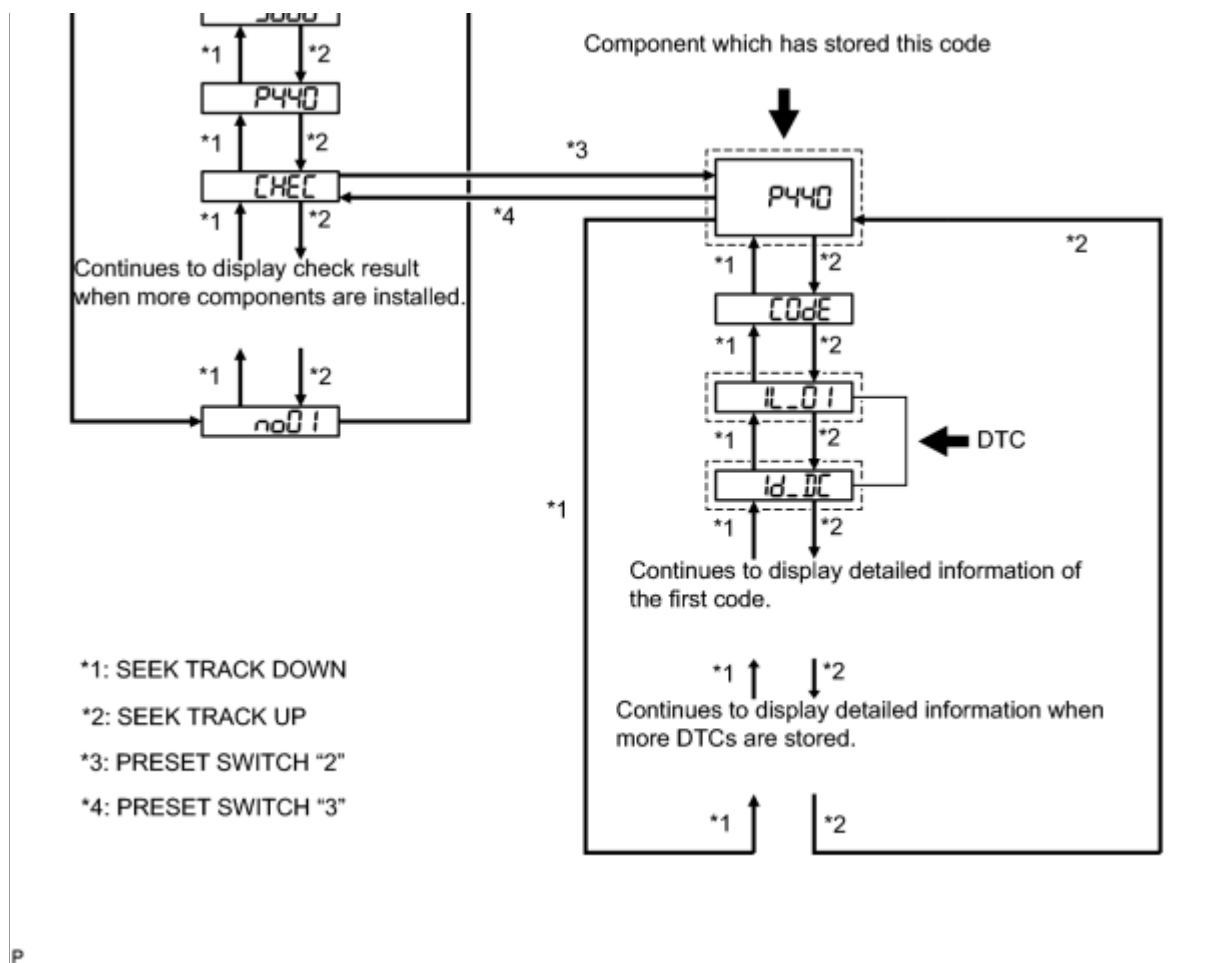 *1
*2
P440
*1
*2
CHEC
*1
*2
Continues to display check result
when more components are installed.
*1
*2
no01
*3
*4
Component which has stored this code
P440
*2
*1
*2
COdE
*1
*2
1L_01
*1
*2
1d_DC
DTC
*1
*1
*2
Continues to display detailed information of
the first code.
*1
*2
Continues to display detailed information when
more DTCs are stored.
*1
*2
*1: SEEK TRACK DOWN
*2: SEEK TRACK UP
*3: PRESET SWITCH “2”
*4: PRESET SWITCH “3”
P